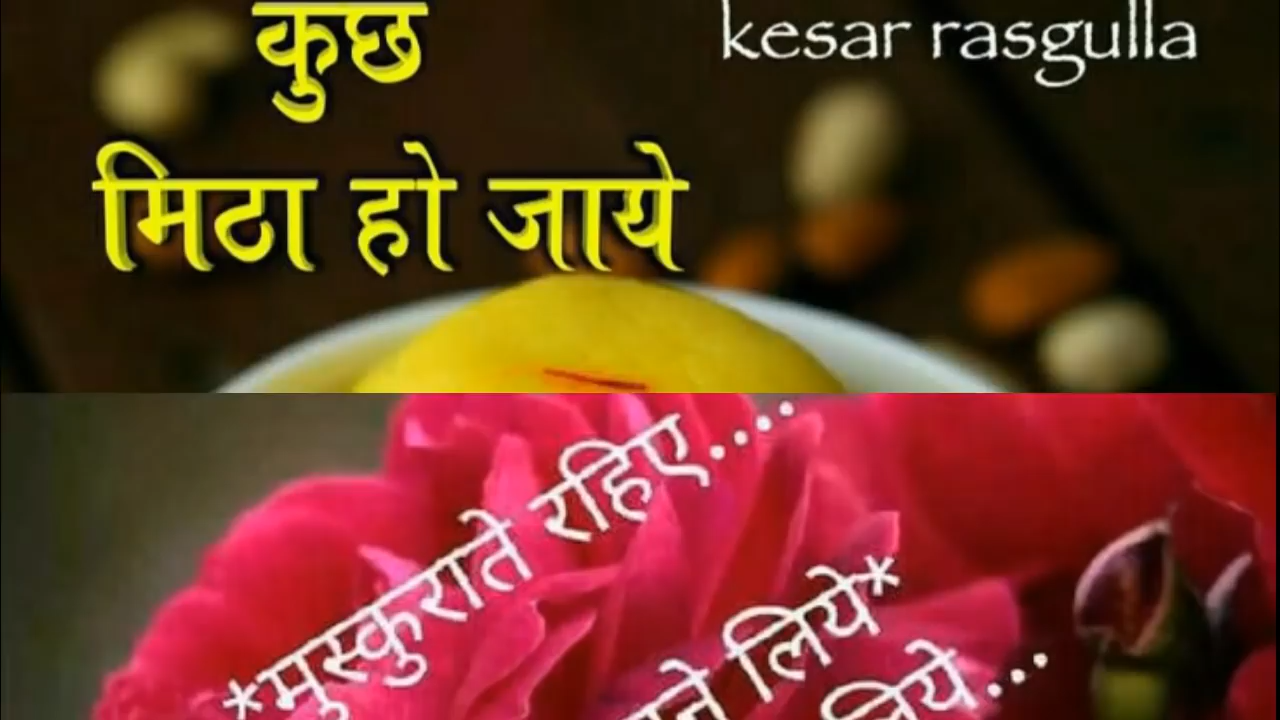 कुछ
kesar rasgulla
मिठा हो जाये
*मुस्कुराते रहिए....
लिये*